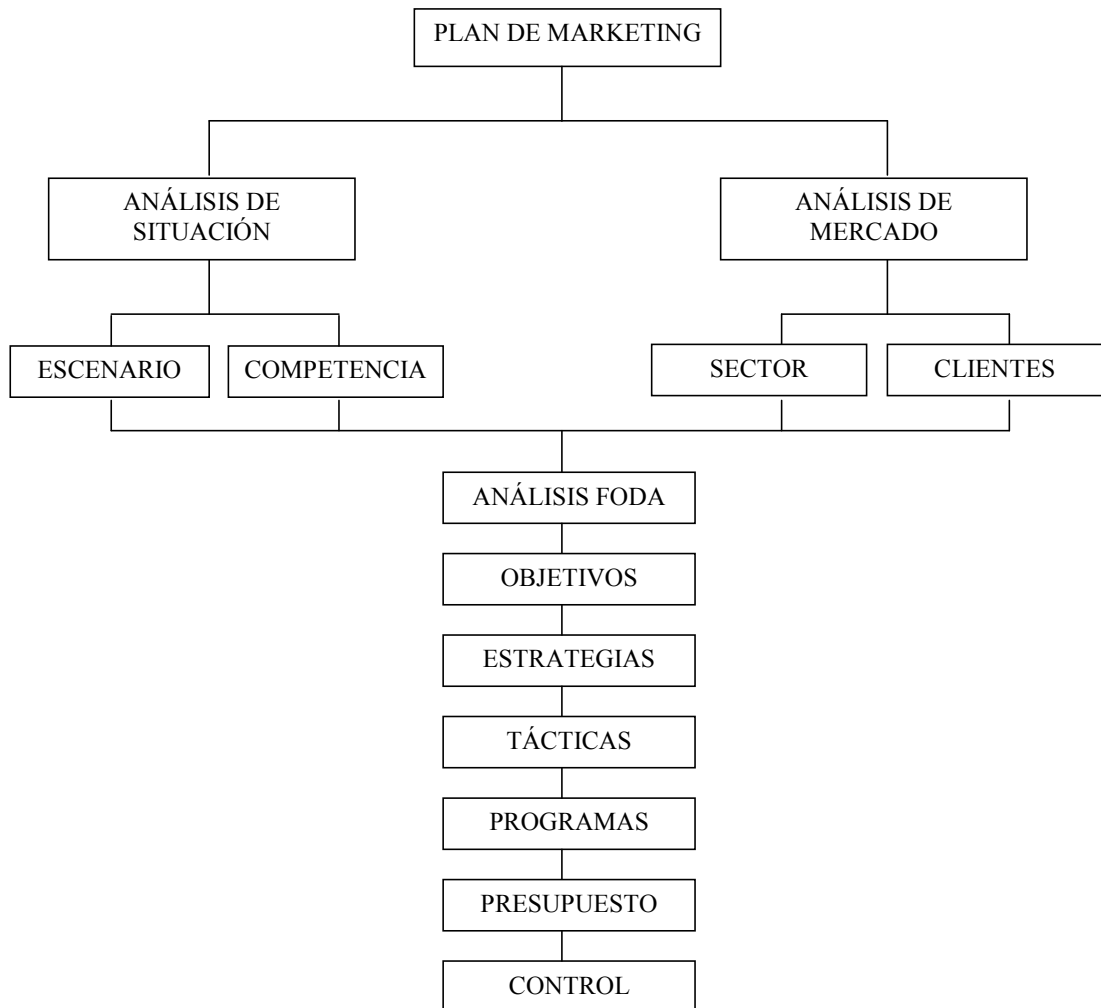 PLAN DE MARKETING
ANÁLISIS DE
SITUACIÓN
ANÁLISIS DE
MERCADO
ESCENARIO
COMPETENCIA
SECTOR
CLIENTES
ANÁLISIS FODA
OBJETIVOS
ESTRATEGIAS
TÁCTICAS
PROGRAMAS
PRESUPUESTO
CONTROL